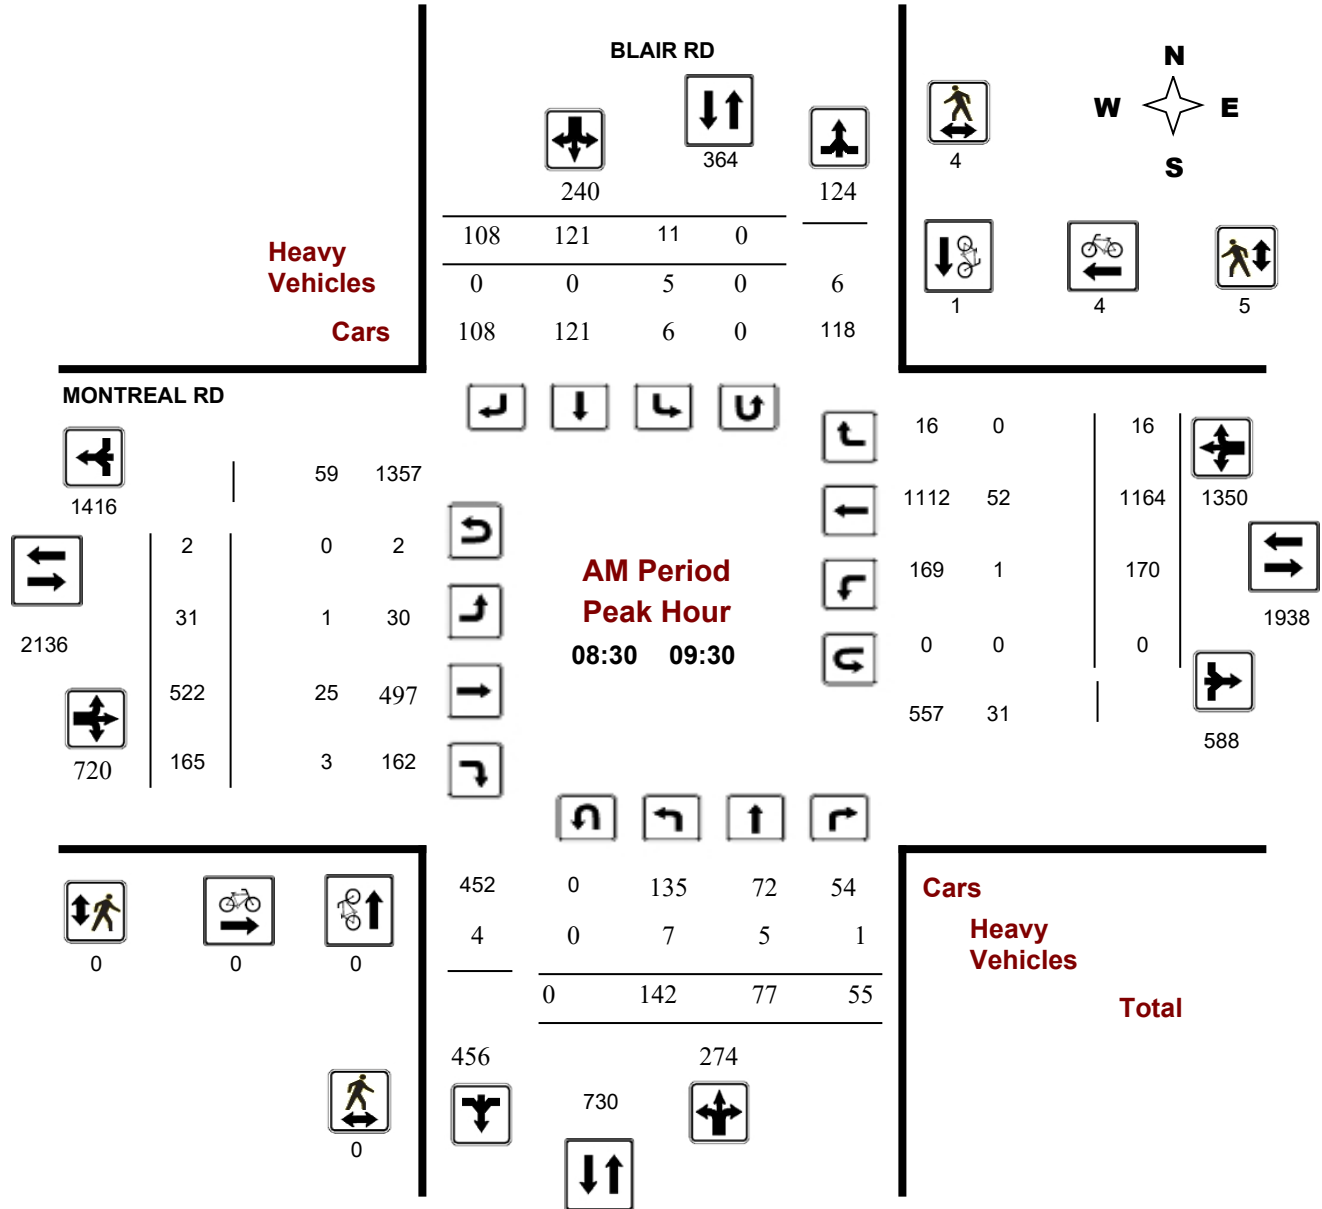 BLAIR RD
N
W E
S
364
4
240
124
108 121 11 0
Heavy
Vehicles
0 0 5 0 6
1 4 5
Cars
108 121 6 0 118
MONTREAL RD
16 0 16
59 1357
1416
1112 52 1164 1350
2 0 2
AM Period
169 1 170
Peak Hour
31 1 30
1938
2136
08:30 09:30
0 0 0
522 25 497
557 31
588
720
165 3 162
452 0 135 72 54
Cars
4 0 7 5 1
Heavy
Vehicles
0 0 0
0 142 77 55
Total
456 274
730
0